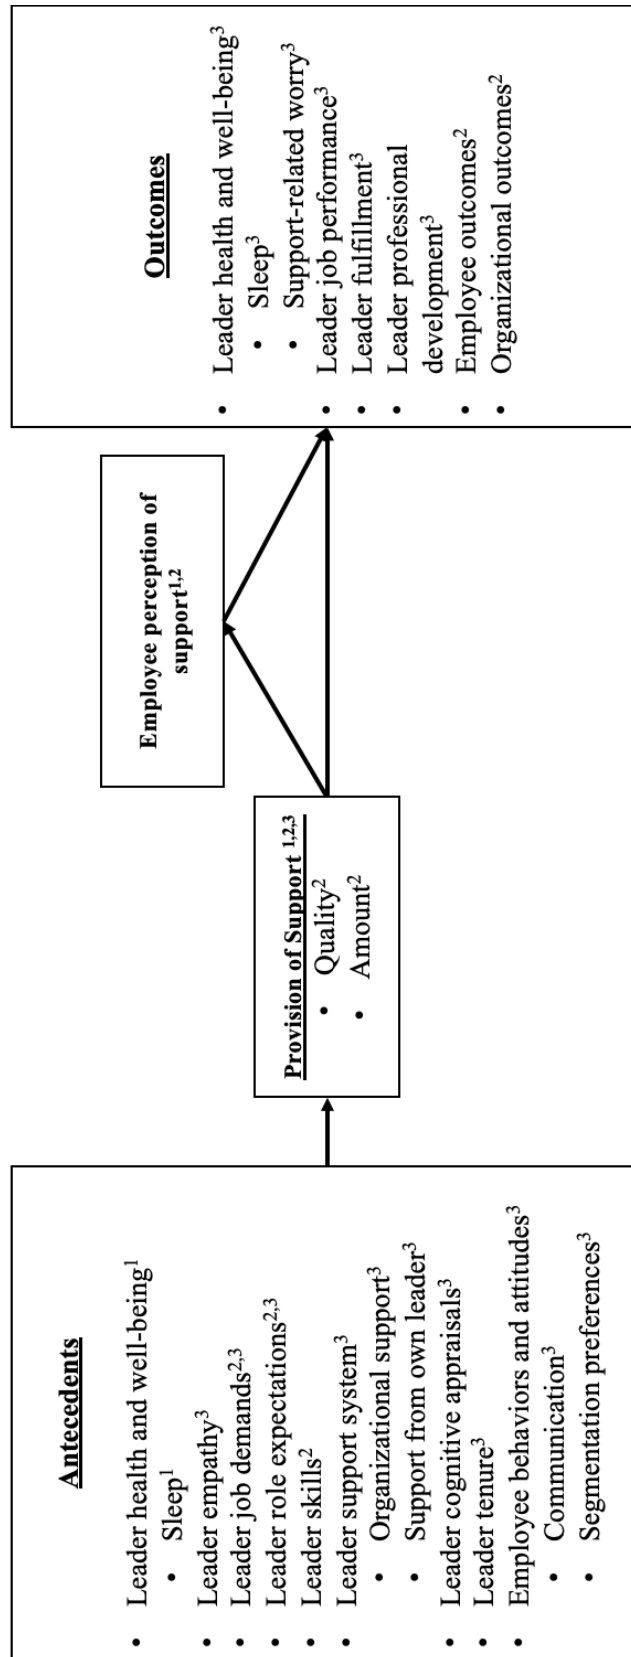 Antecedents
• Leader health and well-being¹
• Sleep¹
• Leader empathy³
• Leader job demands²,³
• Leader role expectations²,³
• Leader skills²
• Leader support system³
• Organizational support³
• Support from own leader³
• Leader cognitive appraisals³
• Leader tenure³
• Employee behaviors and attitudes³
• Communication³
• Segmentation preferences³
Provision of Support ¹,²,³
• Quality²
• Amount²
Employee perception of
support¹,²
Outcomes
• Leader health and well-being³
• Sleep³
• Support-related worry³
• Leader job performance³
• Leader fulfillment³
• Leader professional
development³
• Employee outcomes²
• Organizational outcomes²